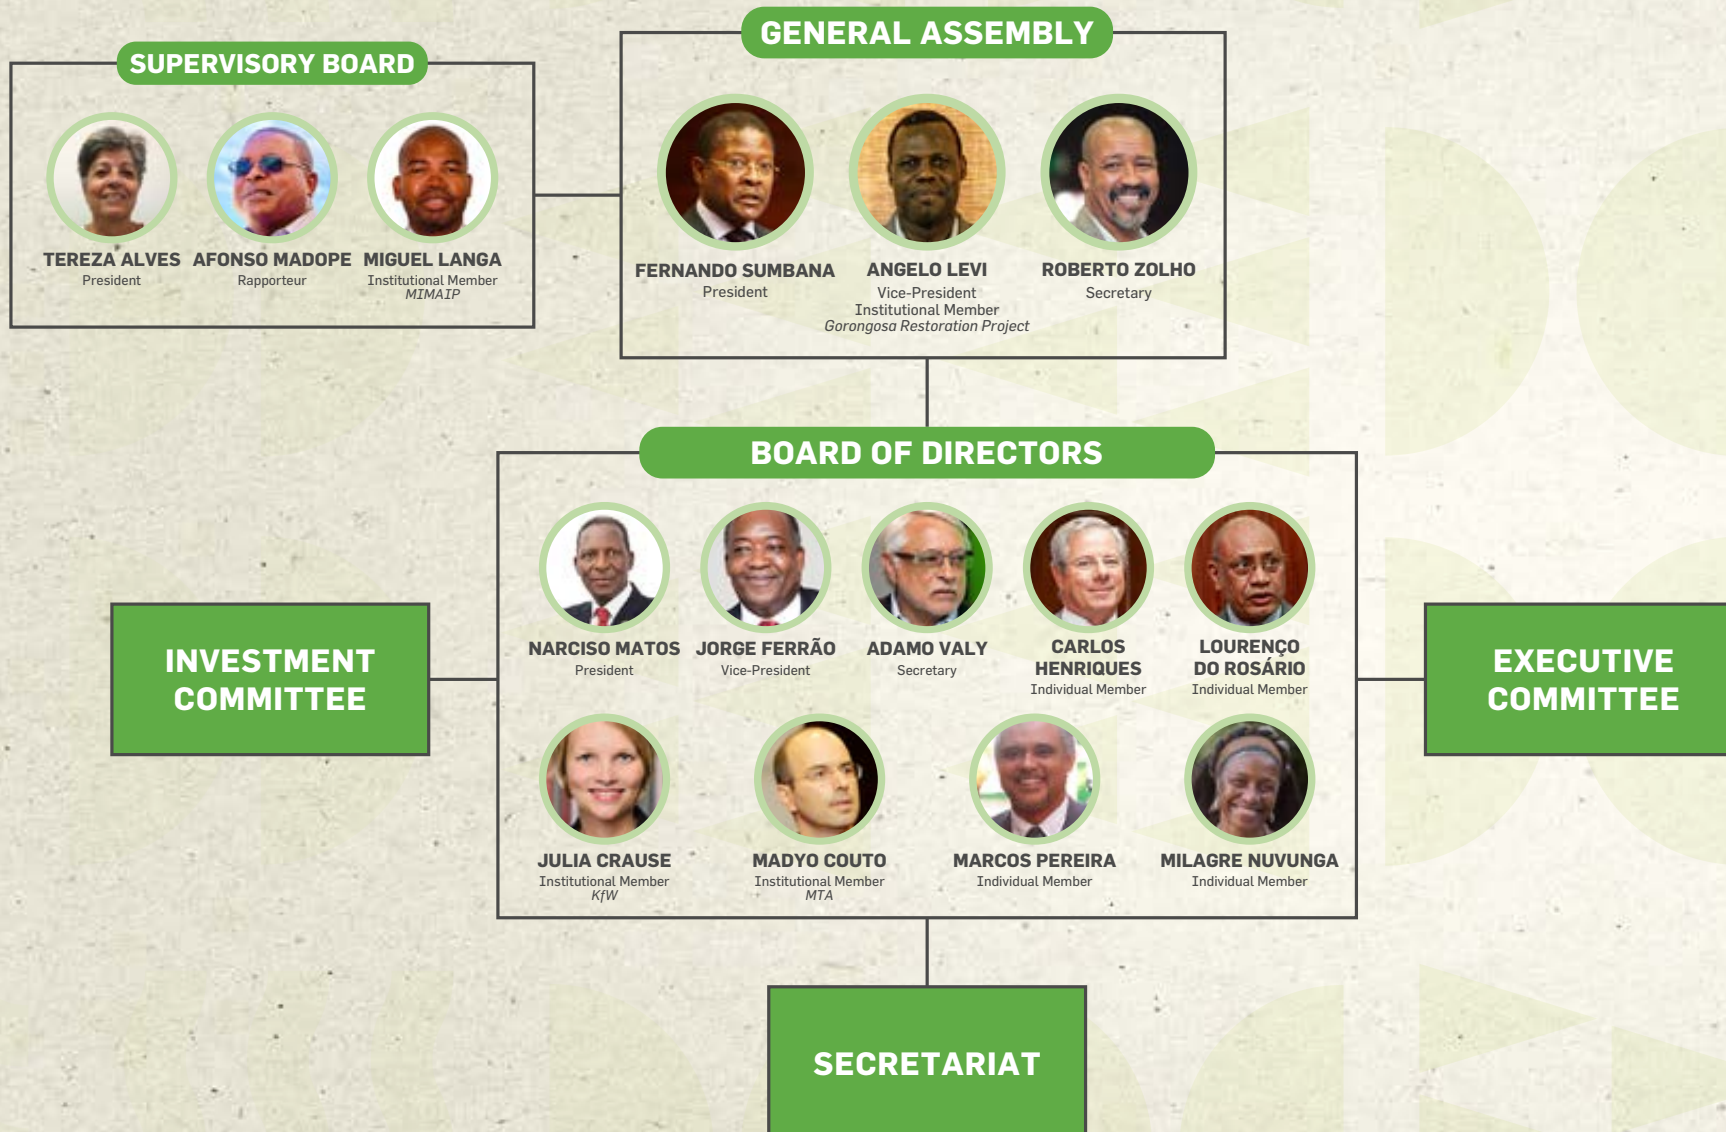 SUPERVISORY BOARD
TEREZA ALVES
President
AFONSO MADOPE
Rapporteur
MIGUEL LANGA
Institutional Member
MIMAIP
GENERAL ASSEMBLY
FERNANDO SUMBANA
President
ANGELO LEVI
Vice-President
Institutional Member
Gorongosa Restoration Project
ROBERTO ZOLHO
Secretary
BOARD OF DIRECTORS
NARCISO MATOS
President
JORGE FERRÃO
Vice-President
ADAMO VALY
Secretary
CARLOS
HENRIQUES
Individual Member
LOURENÇO
DO ROSÁRIO
Individual Member
JULIA CRAUSE
Institutional Member
KfW
MADYO COUTO
Institutional Member
MTA
MARCOS PEREIRA
Individual Member
MILAGRE NUVUNGA
Individual Member
INVESTMENT
COMMITTEE
EXECUTIVE
COMMITTEE
SECRETARIAT